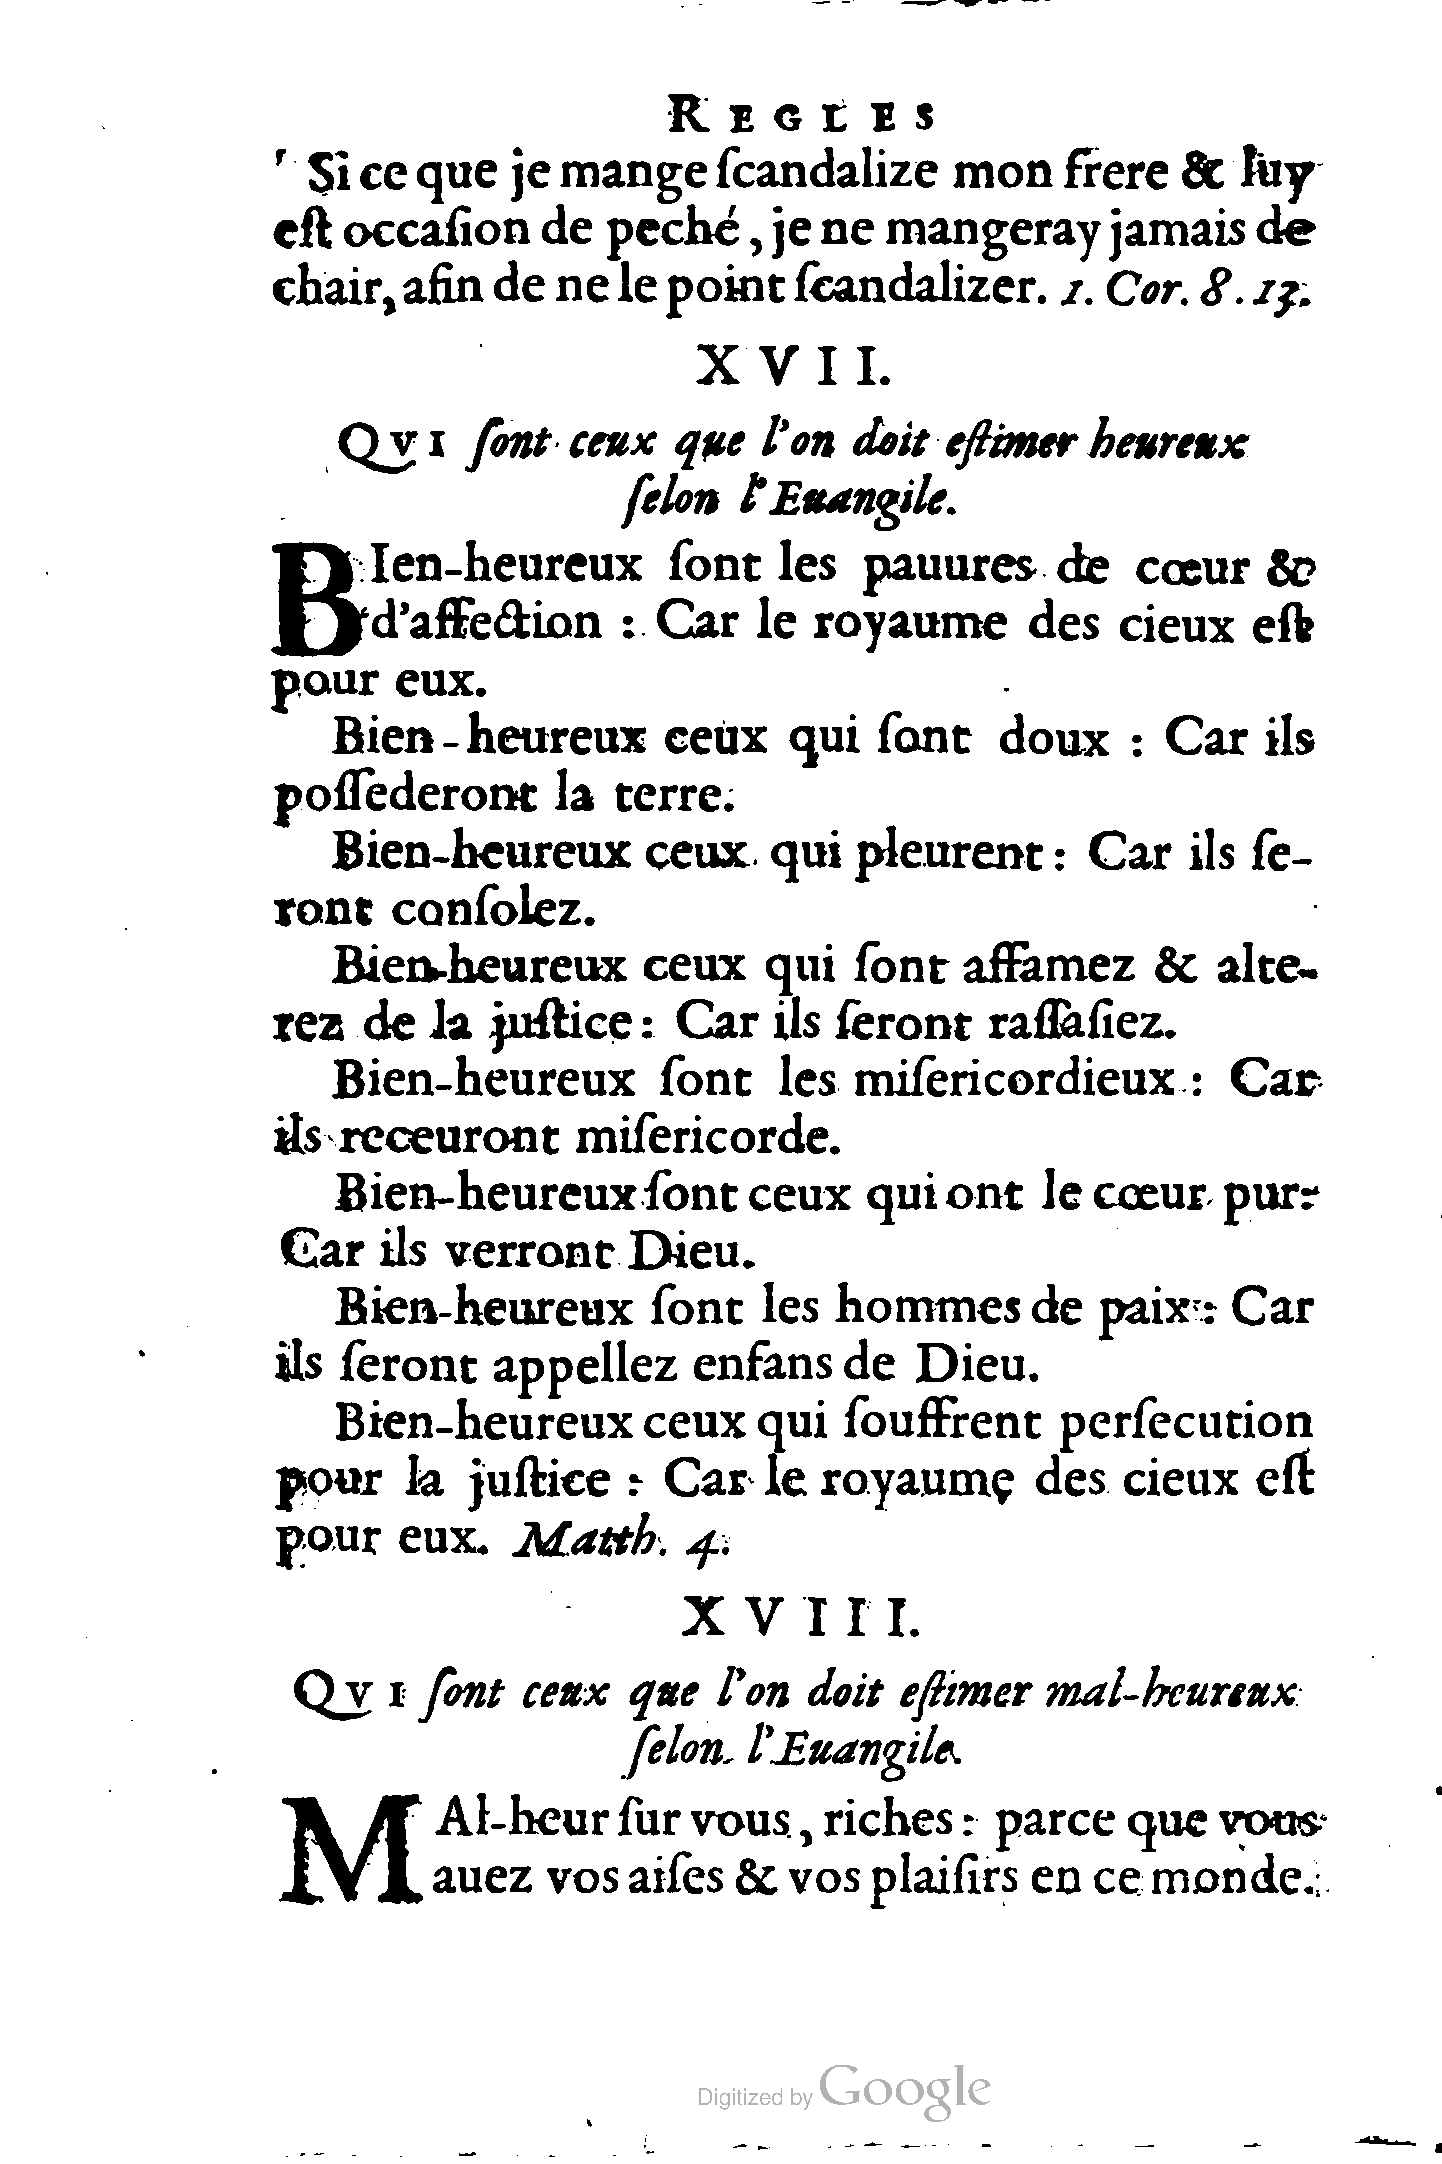 REGLES
Si ce que je mange ſcandalize mon frere & luy
eſt occaſion de peché, je ne mangeray jamais de
chair, afin de ne le point ſcandalizer. 1. Cor. 8. 13.
XVII.
QVI ſont ceux que l'on doit eſtimer heureux
ſelon l'Euangile.
BIen-heureux ſont les pauures de cœur &
d'affection : Car le royaume des cieux eſt
pour eux.
Bien-heureux ceux qui ſont doux : Car ils
poſſederont la terre.
Bien-heureux ceux qui pleurent : Car ils ſe-
ront conſolez.
Bien-heureux ceux qui ſont affamez & alte-
rez de la juſtice : Car ils ſeront raſſaſiez.
Bien-heureux ſont les miſericordieux : Car
ils receuront miſericorde.
Bien-heureux ſont ceux qui ont le cœur pur :
Car ils verront Dieu.
Bien-heureux ſont les hommes de paix : Car
ils ſeront appellez enfans de Dieu.
Bien-heureux ceux qui ſouffrent perſecution
pour la juſtice : Car le royaume des cieux eſt
pour eux. Matth. 4.
XVIII.
QVI ſont ceux que l'on doit eſtimer mal-heureux
ſelon l'Euangile.
MAl-heur ſur vous, riches : parce que vous
auez vos aiſes & vos plaiſirs en ce monde.
Digitized by Google